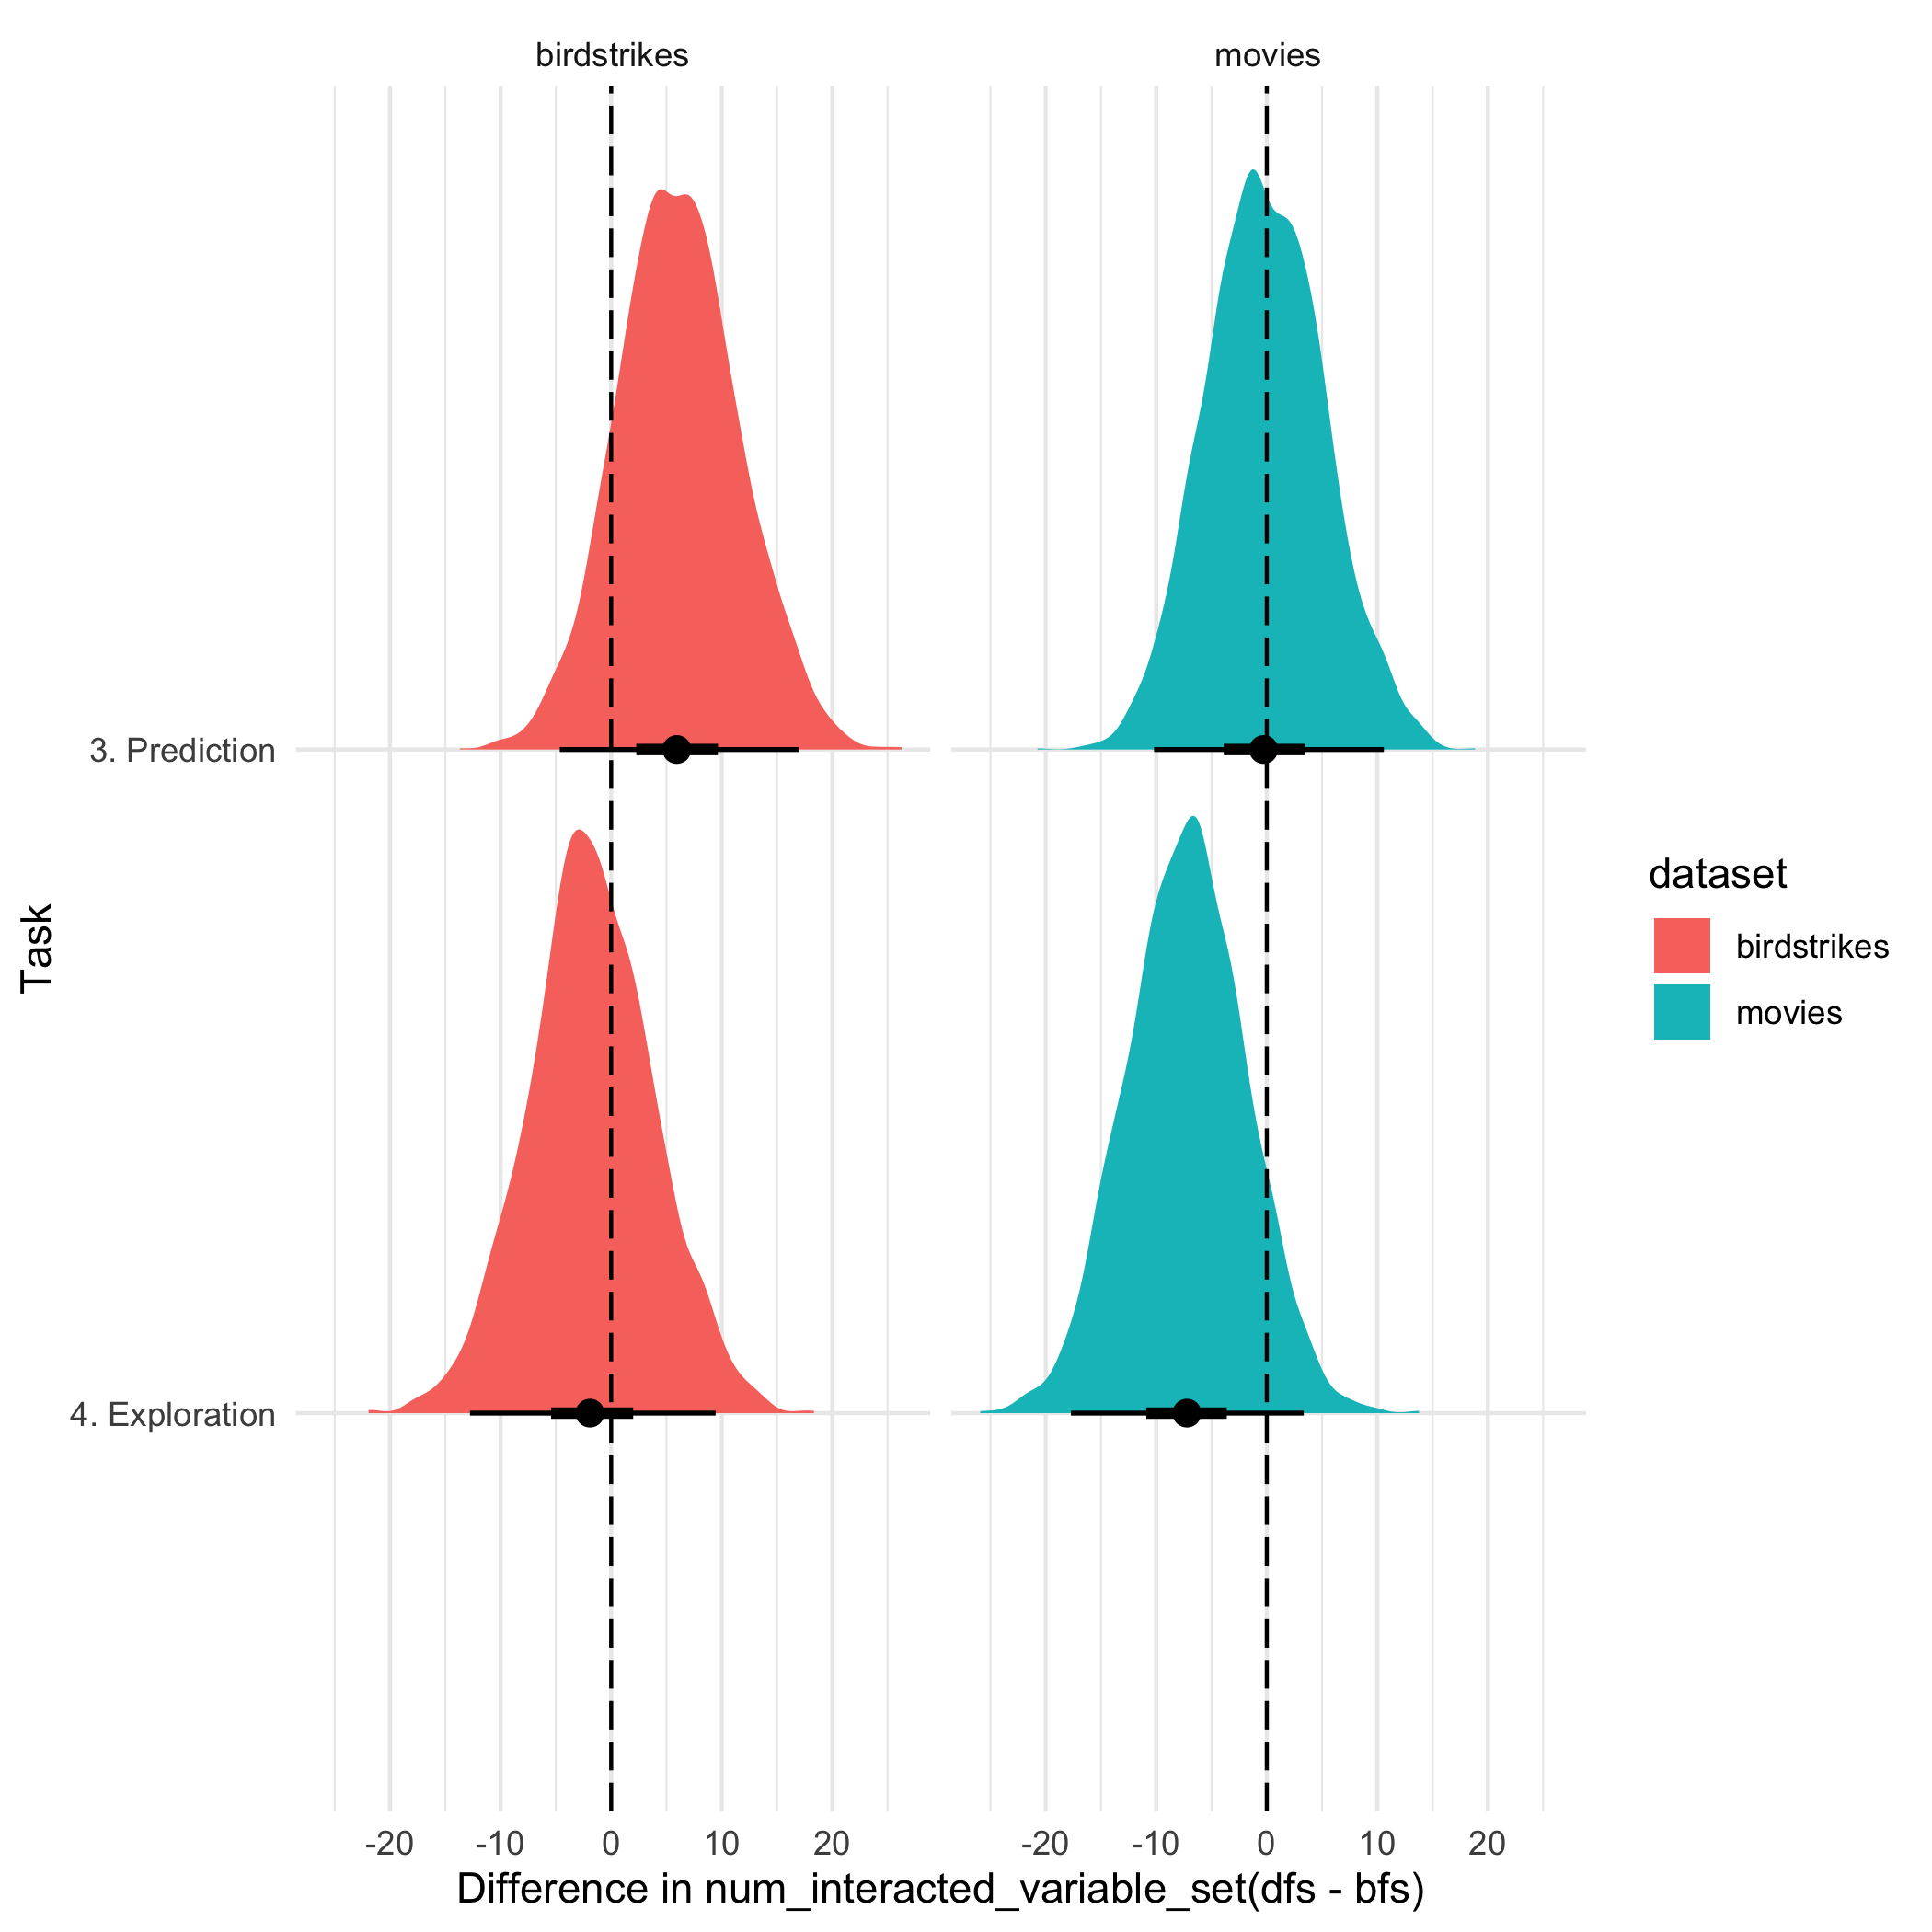 birdstrikes
movies
3. Prediction
4. Exploration
Task
-20 -10 0 10 20
-20 -10 0 10 20
Difference in num_interacted_variable_set(dfs - bfs)
dataset
birdstrikes
movies